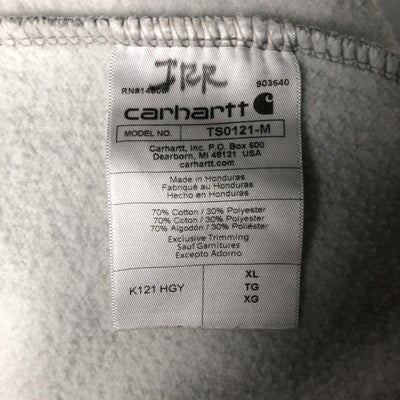 JRR
RN#14806 903640
carhartt
MODEL NO. TS0121-M
Carhartt, Inc. P.O. Box 600
Dearborn, MI 48121 USA
carhartt.com
Made in Honduras
Fabriqué au Honduras
Hecho en Honduras
70% Cotton / 30% Polyester
70% Coton / 30% Polyester
70% Algodón / 30% Poliéster
Exclusive Trimming
Sauf Garnitures
Excepto Adorno
K121 HGY
XL
TG
XG